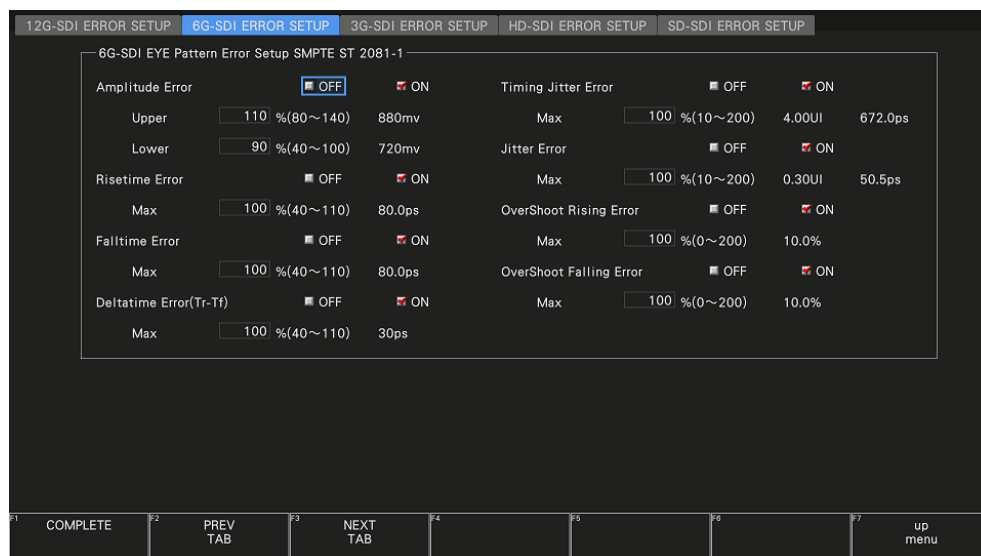 12G-SDI ERROR SETUP 6G-SDI ERROR SETUP 3G-SDI ERROR SETUP HD-SDI ERROR SETUP SD-SDI ERROR SETUP
6G-SDI EYE Pattern Error Setup SMPTE ST 2081-1
Amplitude Error OFF ON
Upper 110 %(80～140) 880mv
Lower 90 %(40～100) 720mv
Risetime Error OFF ON
Max 100 %(40～110) 80.0ps
Falltime Error OFF ON
Max 100 %(40～110) 80.0ps
Deltatime Error(Tr-Tf) OFF ON
Max 100 %(40～110) 30ps
Timing Jitter Error OFF ON
Max 100 %(10～200) 4.00UI 672.0ps
Jitter Error OFF ON
Max 100 %(10～200) 0.30UI 50.5ps
OverShoot Rising Error OFF ON
Max 100 %(0～200) 10.0%
OverShoot Falling Error OFF ON
Max 100 %(0～200) 10.0%
F1 COMPLETE
F2 PREV
TAB
F3 NEXT
TAB
F4
F5
F6
F7 up
menu